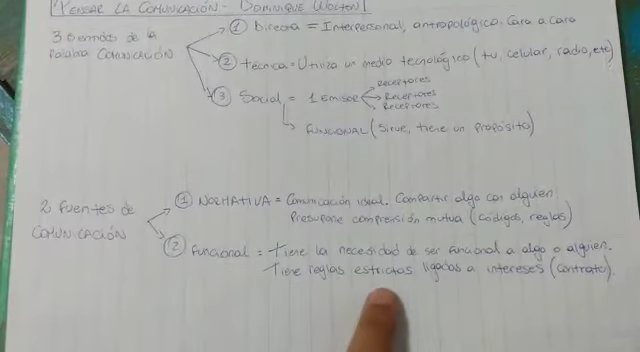 PENSAR LA COMUNICACIÓN - DOMINIQUE WOLTON
3 Sentidos de la
Palabra COMUNICACIÓN
① Directa = Interpersonal, antropológico. Cara a Cara
② Técnica = Utiliza un medio tecnológico (tv, celular, radio, etc)
③ Social = 1 Emisor
Receptores
Receptores
Receptores
FUNCIONAL (Sirve, tiene un propósito)
2 Fuentes de
COMUNICACIÓN
① NORMATIVA = Comunicación ideal. Compartir algo con alguien.
Presupone comprensión mutua (códigos, reglas)
② Funcional = Tiene la necesidad de ser funcional a algo o alguien.
Tiene reglas estrictas ligadas a intereses (contrato).